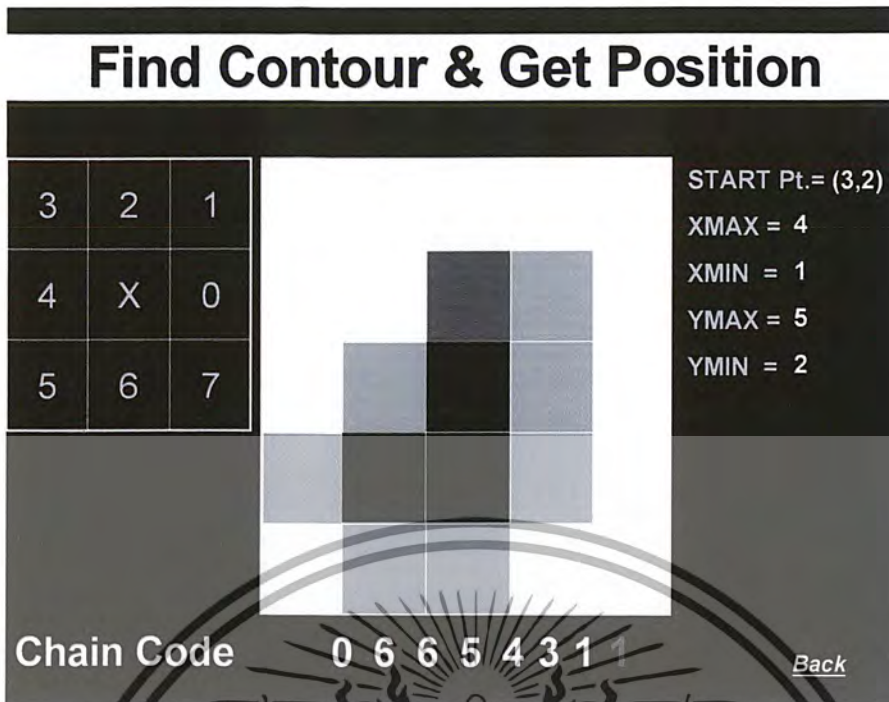 Find Contour & Get Position
3 2 1
4 X 0
5 6 7
START Pt.= (3,2)
XMAX = 4
XMIN = 1
YMAX = 5
YMIN = 2
Chain Code 0 6 6 5 4 3 1 1
Back